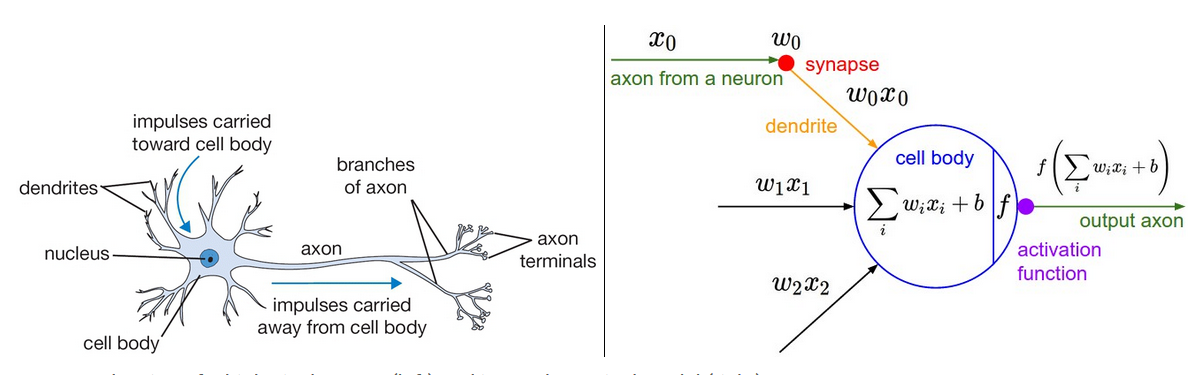 impulses carried
toward cell body
dendrites
nucleus
cell body
axon
impulses carried
away from cell body
branches
of axon
axon
terminals
x₀
w₀
axon from a neuron
synapse
w₀x₀
dendrite
w₁x₁
w₂x₂
cell body
∑ᵢ wᵢxᵢ + b
f
f(∑ᵢ wᵢxᵢ + b)
output axon
activation
function